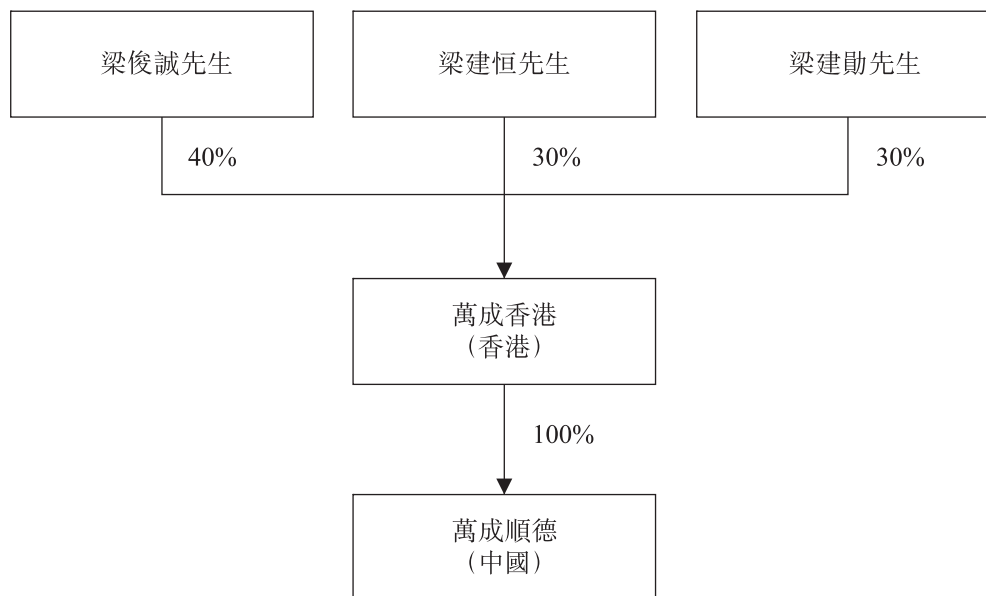 梁俊誠先生
梁建恒先生
梁建勛先生
40%
30%
30%
萬成香港
（香港）
100%
萬成順德
（中國）